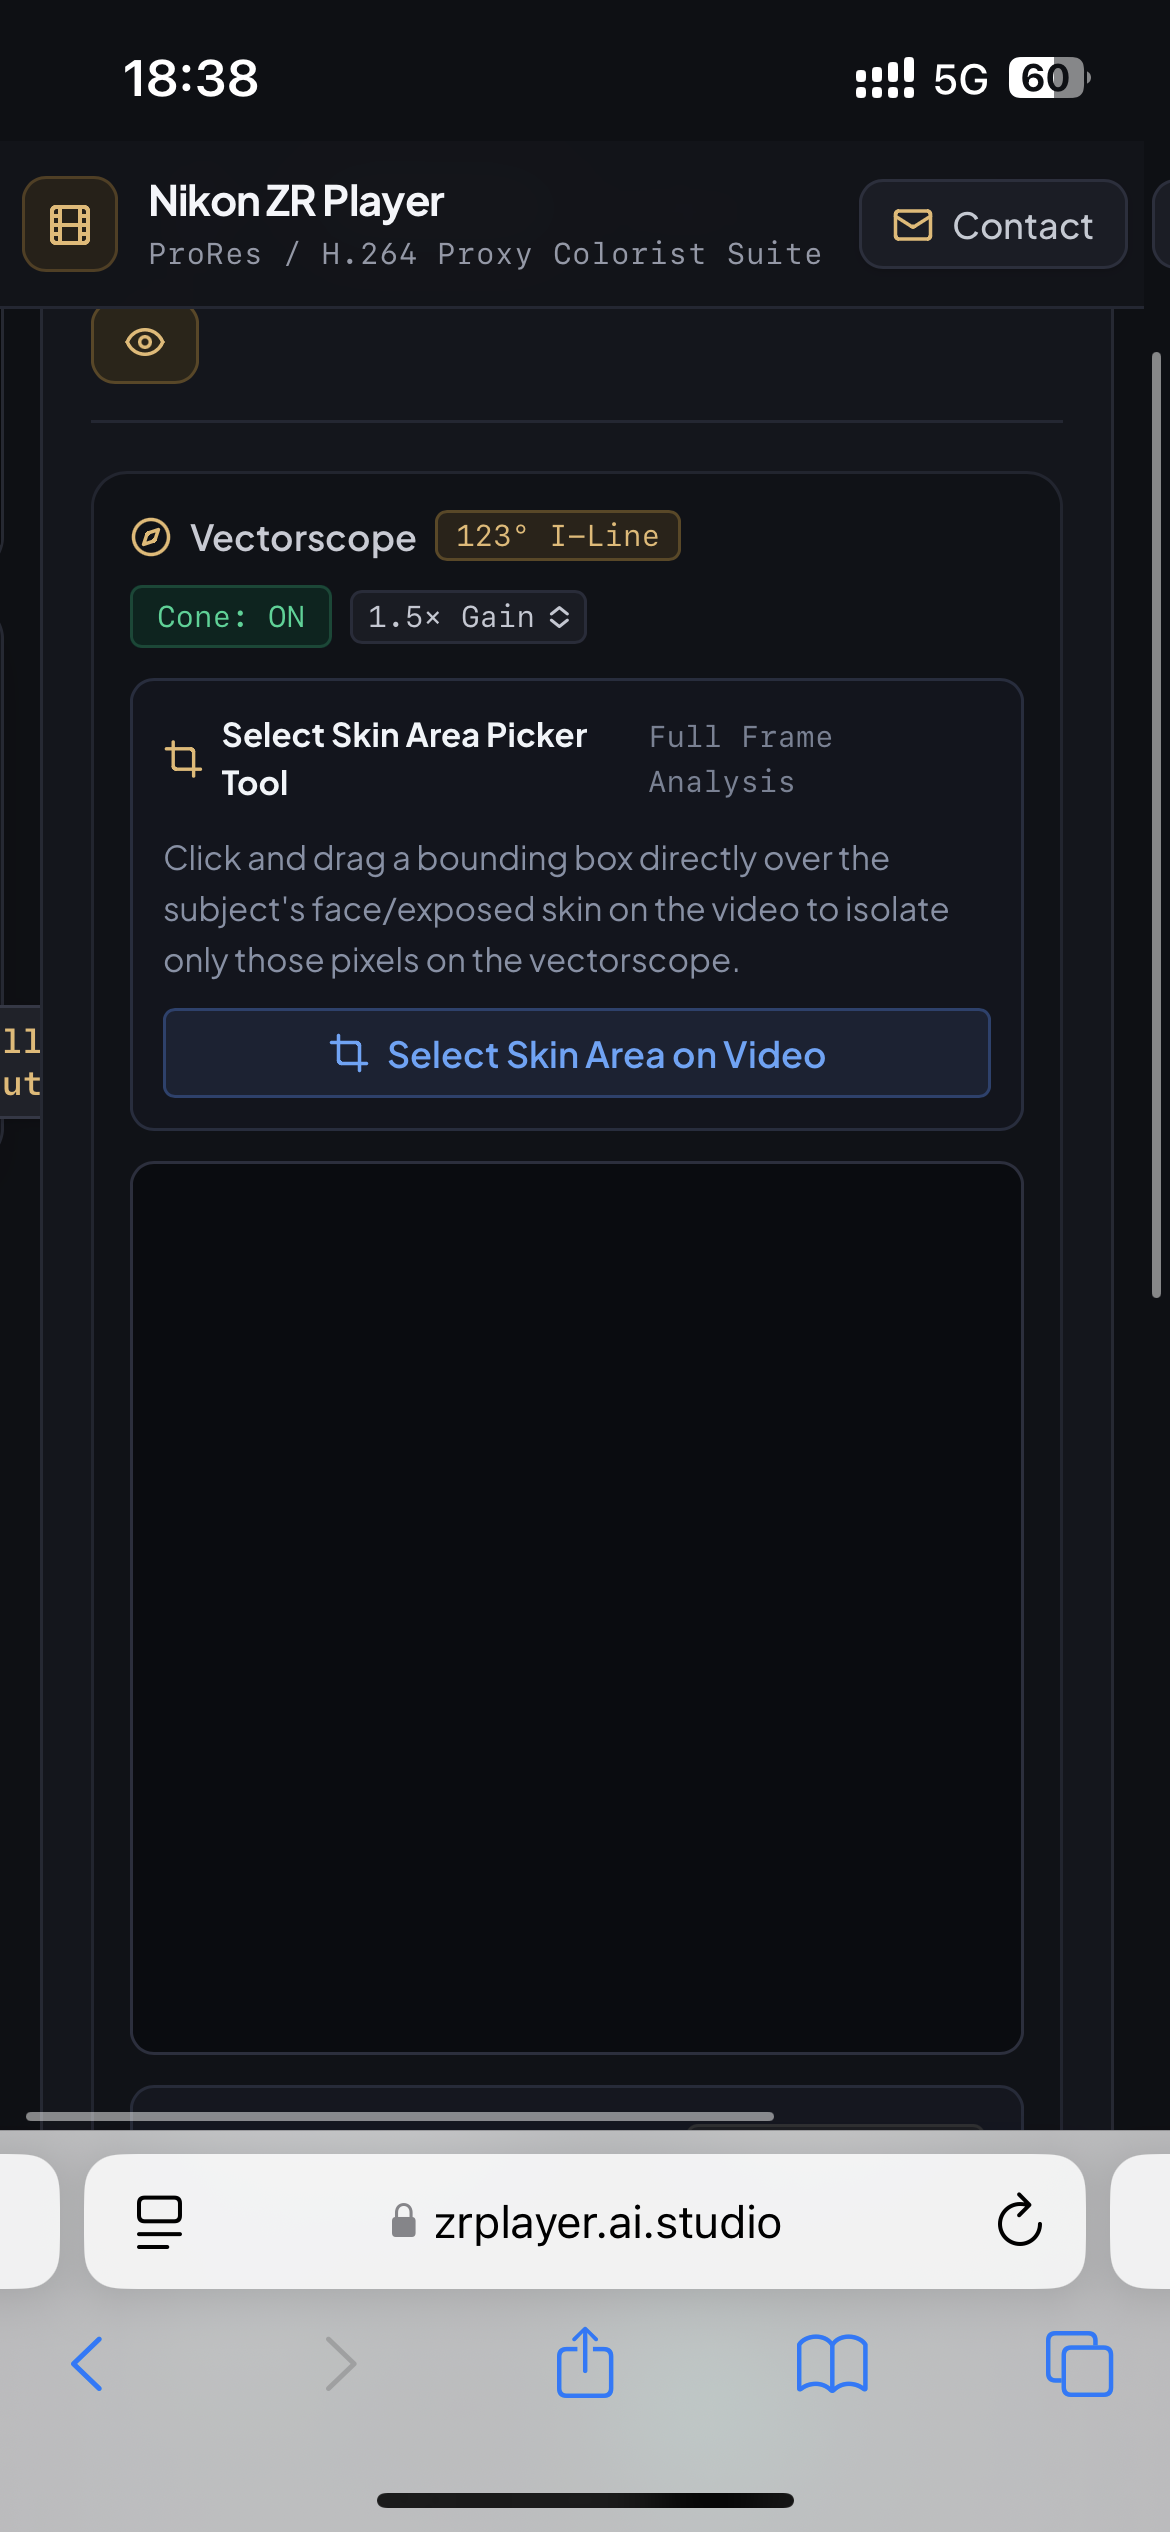 18:38
5G
60
Nikon ZR Player
ProRes / H.264 Proxy Colorist Suite
Contact
Vectorscope
123° I-Line
Cone: ON
1.5× Gain
Select Skin Area Picker
Tool
Full Frame
Analysis
Click and drag a bounding box directly over the
subject's face/exposed skin on the video to isolate
only those pixels on the vectorscope.
ll
ut
Select Skin Area on Video
zrplayer.ai.studio